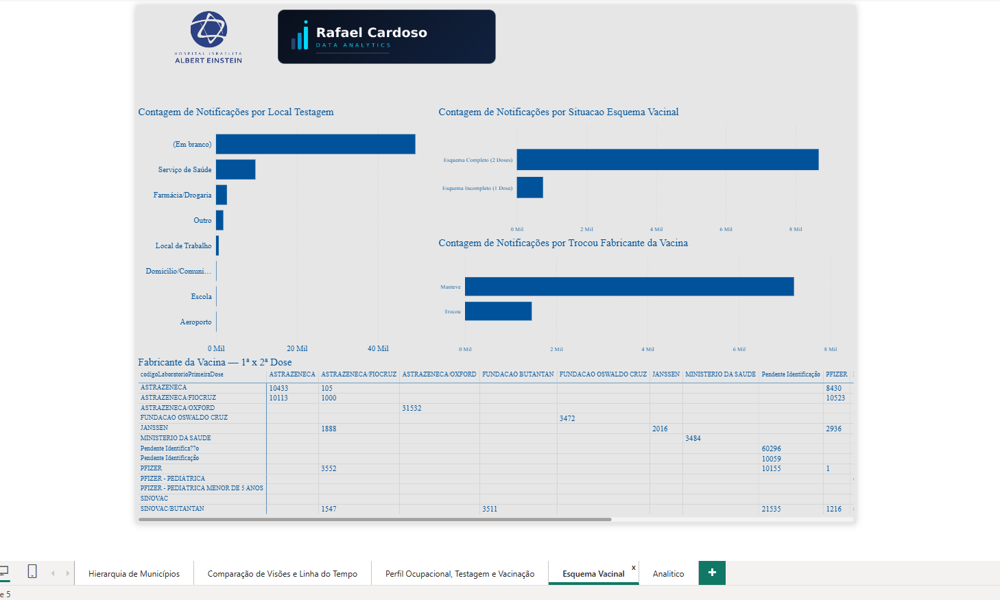 HOSPITAL ISRAELITA
ALBERT EINSTEIN
Rafael Cardoso
DATA ANALYTICS
Contagem de Notificações por Local Testagem
(Em branco)
Serviço de Saúde
Farmácia/Drogaria
Outro
Local de Trabalho
Domicílio/Comuni...
Escola
Aeroporto
0 Mil 20 Mil 40 Mil
Contagem de Notificações por Situacao Esquema Vacinal
Esquema Completo (2 Doses)
Esquema Incompleto (1 Dose)
0 Mil 2 Mil 4 Mil 6 Mil 8 Mil
Contagem de Notificações por Trocou Fabricante da Vacina
Manteve
Trocou
0 Mil 2 Mil 4 Mil 6 Mil 8 Mil
Fabricante da Vacina — 1ª x 2ª Dose
codigoLaboratorioPrimeiraDose ASTRAZENECA ASTRAZENECA/FIOCRUZ ASTRAZENECA/OXFORD FUNDACAO BUTANTAN FUNDACAO OSWALDO CRUZ JANSSEN MINISTERIO DA SAUDE Pendente Identificação PFIZER
ASTRAZENECA 10433 105 8430
ASTRAZENECA/FIOCRUZ 10113 1000 10523
ASTRAZENECA/OXFORD 31532
FUNDACAO OSWALDO CRUZ 3472
JANSSEN 1888 2016 2936
MINISTERIO DA SAUDE 3484
Pendente Identifica??o 60296
Pendente Identificação 10059
PFIZER 3552 10155 1
PFIZER - PEDIÁTRICA
PFIZER - PEDIATRICA MENOR DE 5 ANOS
SINOVAC
SINOVAC/BUTANTAN 1547 3511 21535 1216
Hierarquia de Municípios Comparação de Visões e Linha do Tempo Perfil Ocupacional, Testagem e Vacinação Esquema Vacinal x Analítico +
e 5